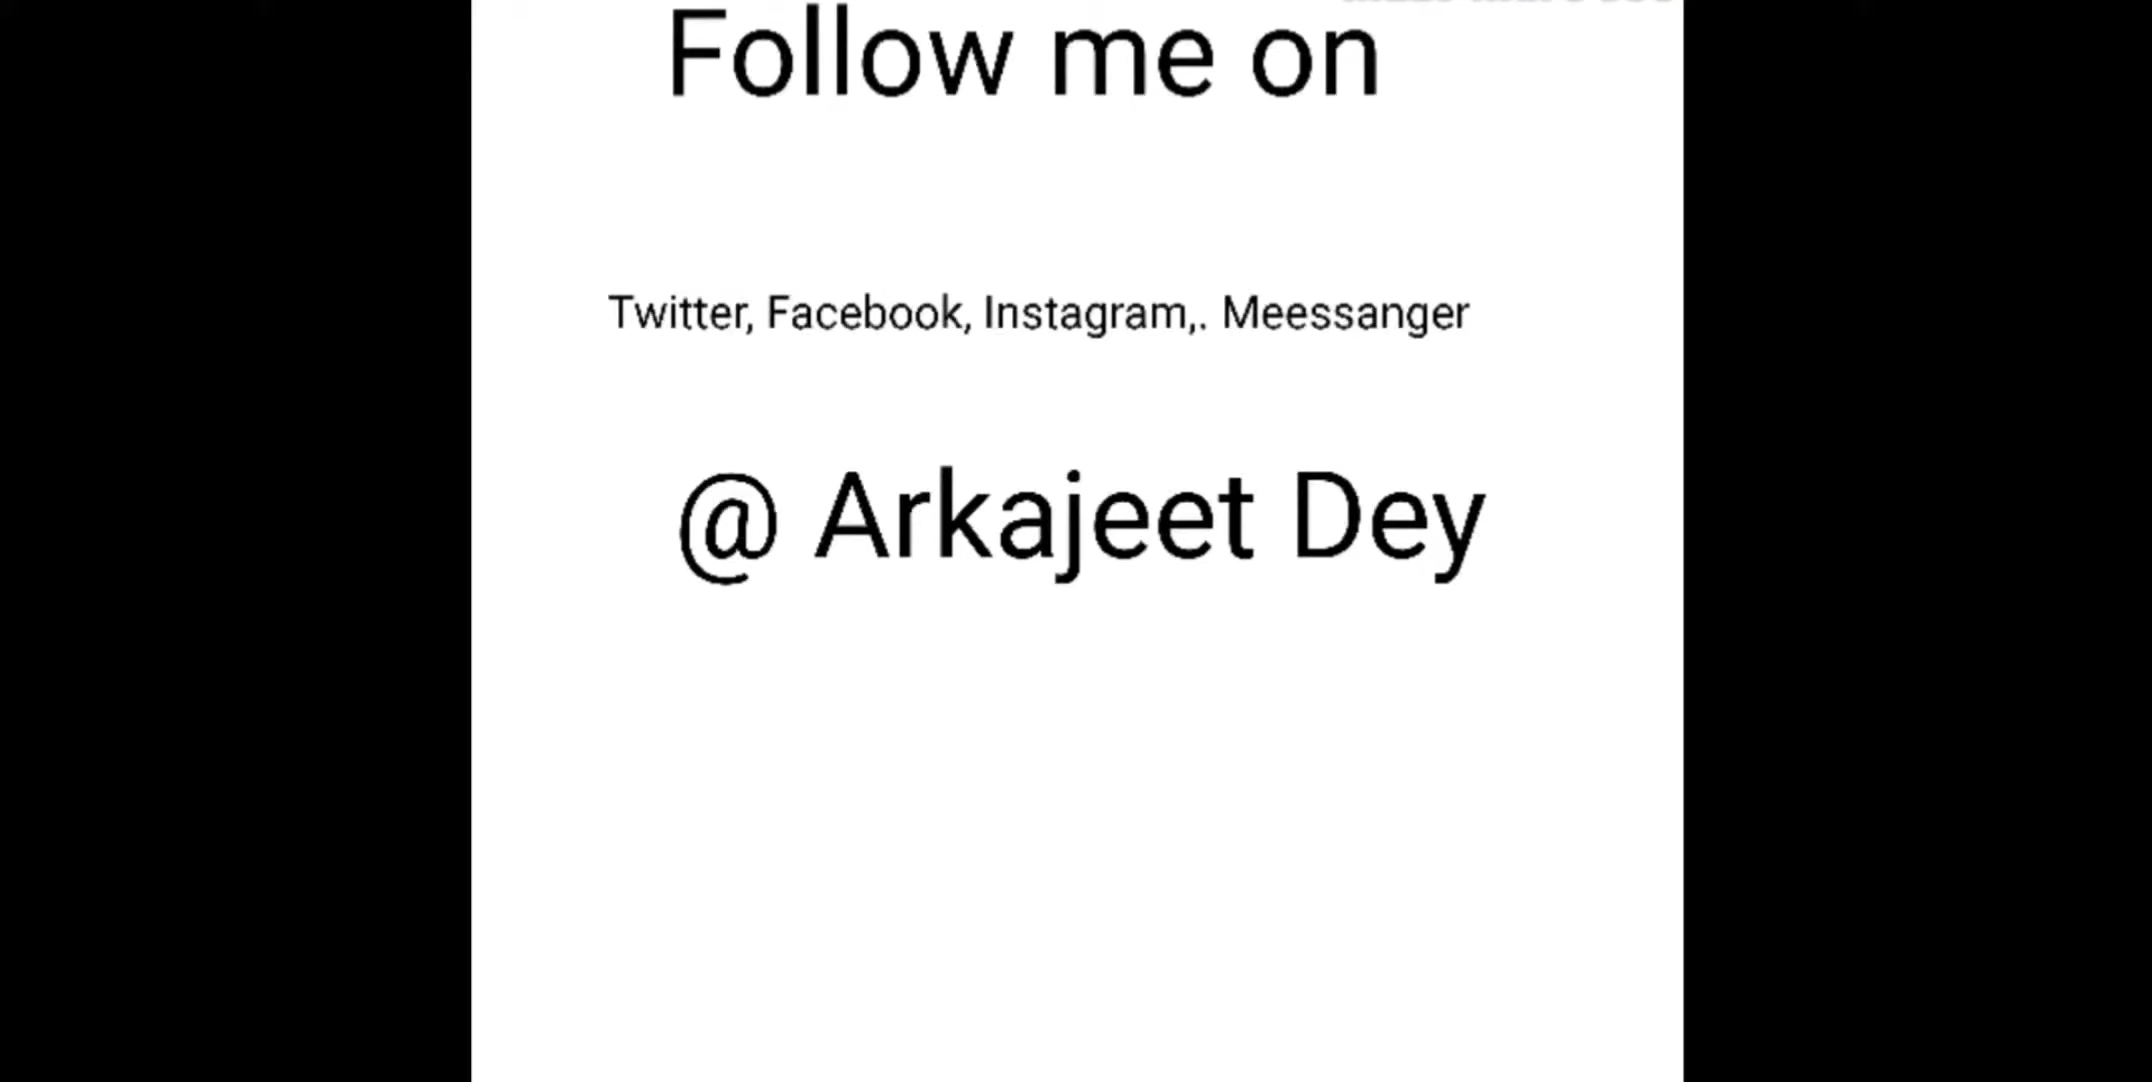 Follow me on
Twitter, Facebook, Instagram,. Meessanger
@ Arkajeet Dey